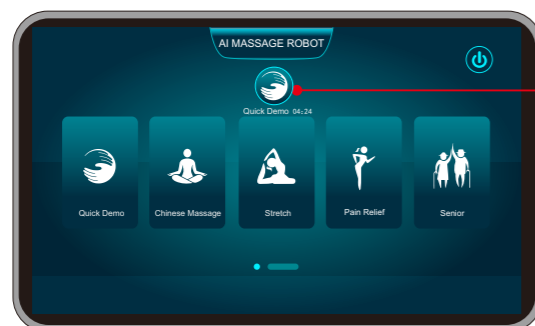 AI MASSAGE ROBOT
Quick Demo 04:24
Quick Demo
Chinese Massage
Stretch
Pain Relief
Senior